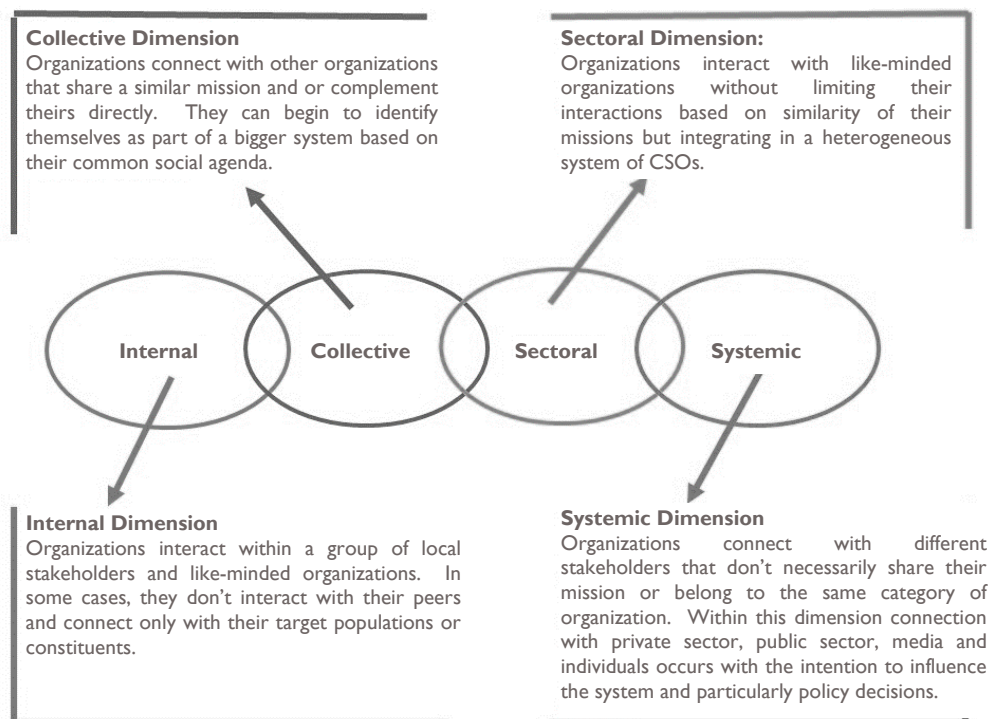 Collective Dimension
Organizations connect with other organizations
that share a similar mission and or complement
theirs directly. They can begin to identify
themselves as part of a bigger system based on
their common social agenda.
Sectoral Dimension:
Organizations interact with like-minded
organizations without limiting their
interactions based on similarity of their
missions but integrating in a heterogeneous
system of CSOs.
Internal
Collective
Sectoral
Systemic
Internal Dimension
Organizations interact within a group of local
stakeholders and like-minded organizations. In
some cases, they don't interact with their peers
and connect only with their target populations or
constituents.
Systemic Dimension
Organizations connect with different
stakeholders that don't necessarily share their
mission or belong to the same category of
organization. Within this dimension connection
with private sector, public sector, media and
individuals occurs with the intention to influence
the system and particularly policy decisions.